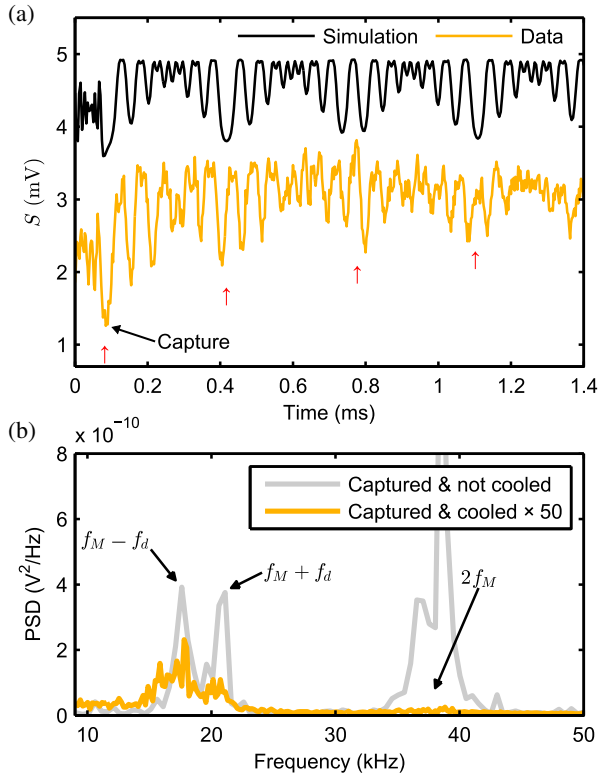 (a)
Simulation Data
5
4
3
2
1
S (mV)
↑ ↑ ↑ ↑
Capture
0 0.2 0.4 0.6 0.8 1 1.2 1.4
Time (ms)
(b)
× 10⁻¹⁰
8
6
4
2
0
PSD (V²/Hz)
Captured & not cooled
Captured & cooled × 50
f_M − f_d
f_M + f_d
2f_M
10 20 30 40 50
Frequency (kHz)